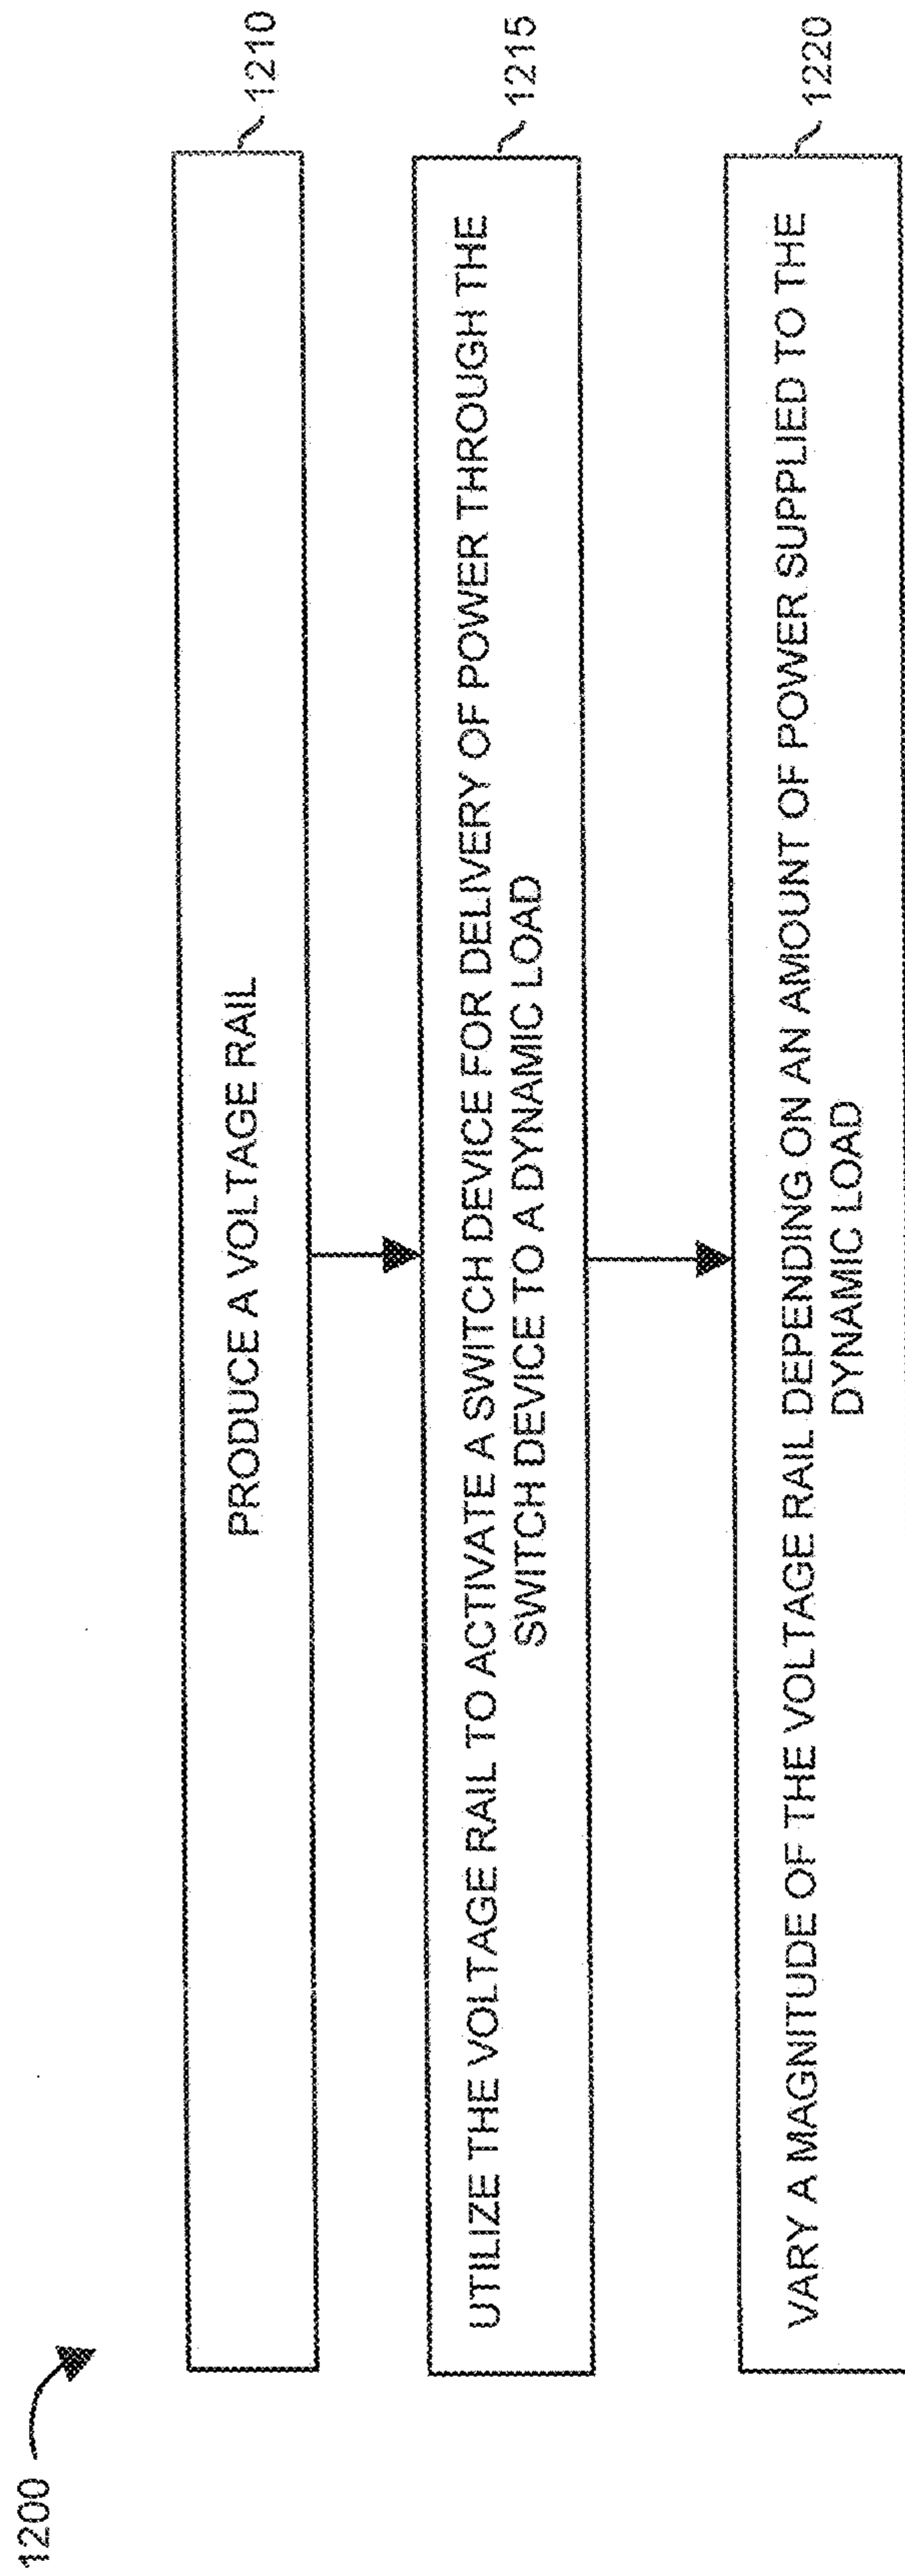 1200
PRODUCE A VOLTAGE RAIL
1210
UTILIZE THE VOLTAGE RAIL TO ACTIVATE A SWITCH DEVICE FOR DELIVERY OF POWER THROUGH THE
SWITCH DEVICE TO A DYNAMIC LOAD
1215
VARY A MAGNITUDE OF THE VOLTAGE RAIL DEPENDING ON AN AMOUNT OF POWER SUPPLIED TO THE
DYNAMIC LOAD
1220